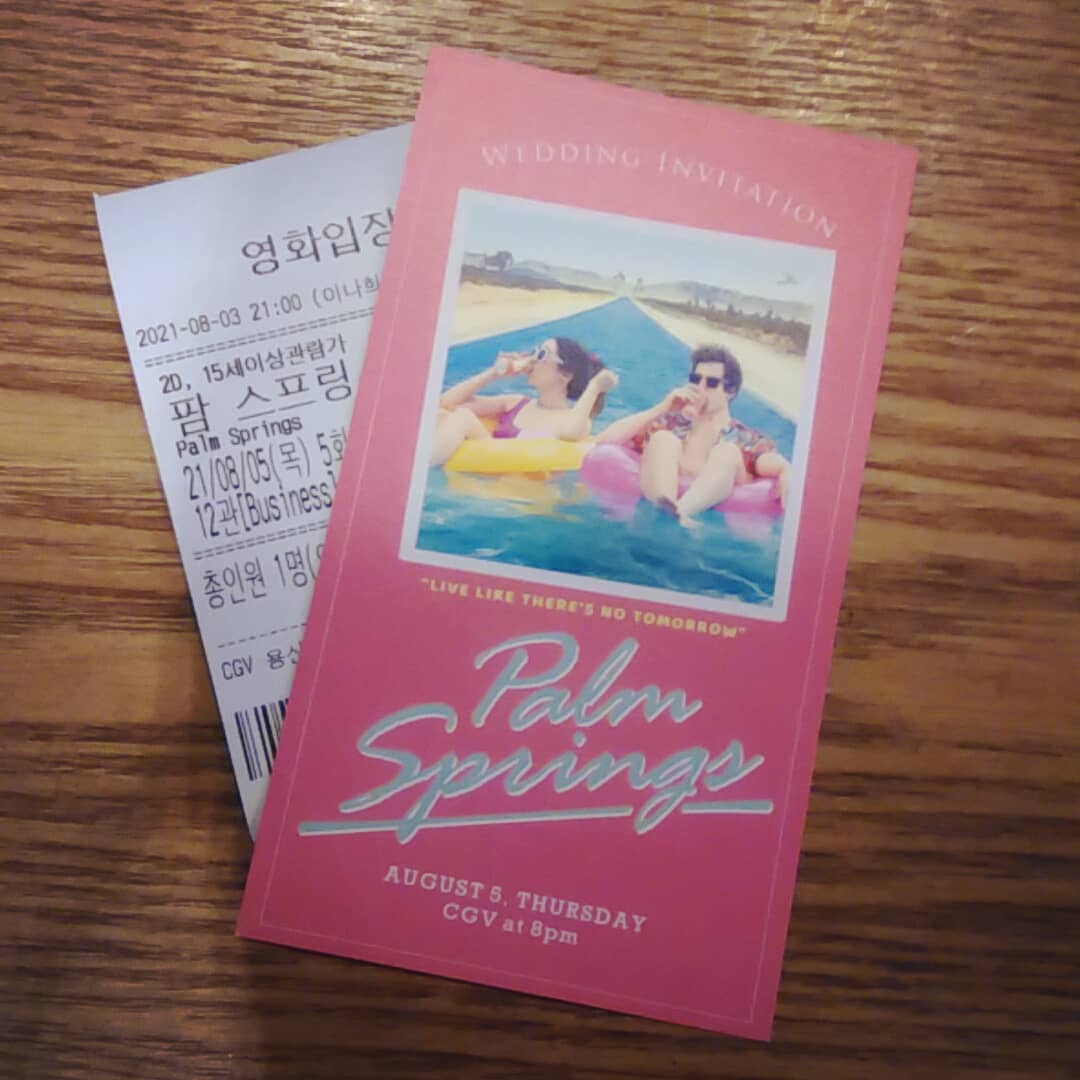 영화입장
2021-08-03 21:00 (이나희
2D, 15세이상관람가
팜 스프링
Palm Springs
21/08/05(목) 5회
12관[Business]
총인원 1명(
CGV 용산
WEDDING INVITATION
"LIVE LIKE THERE'S NO TOMORROW"
Palm
Springs
AUGUST 5, THURSDAY
CGV at 8pm